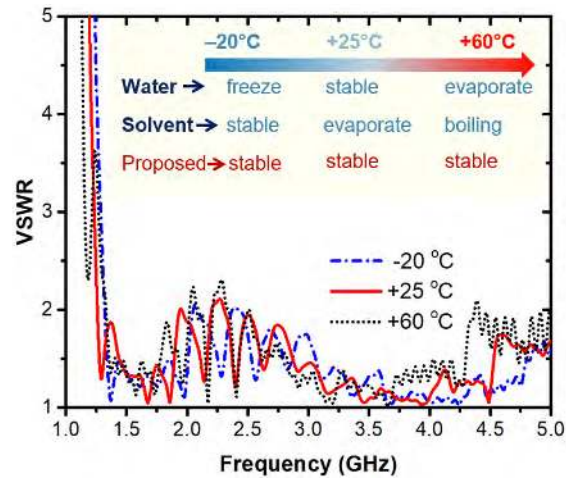 –20°C +25°C +60°C
Water → freeze stable evaporate
Solvent → stable evaporate boiling
Proposed → stable stable stable
-20 °C
+25 °C
+60 °C
VSWR
5
4
3
2
1
1.0 1.5 2.0 2.5 3.0 3.5 4.0 4.5 5.0
Frequency (GHz)